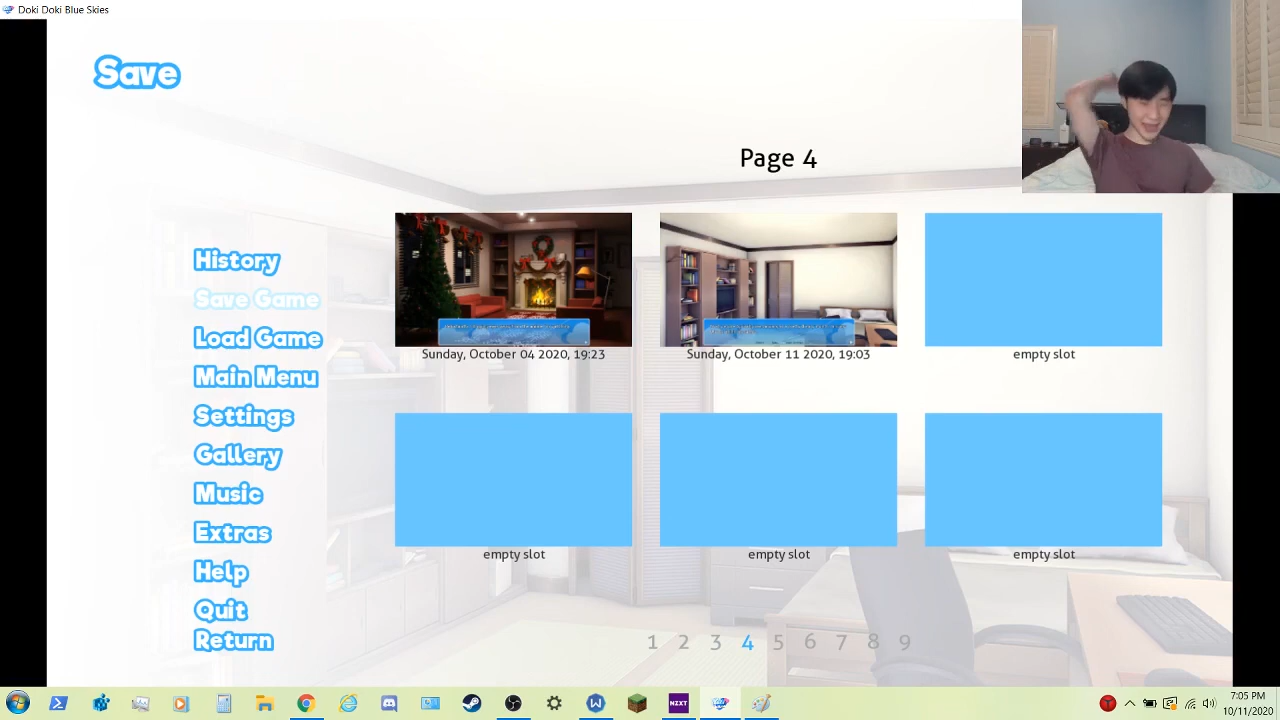 Doki Doki Blue Skies
Save
Page 4
Sunday, October 04 2020, 19:23
Sunday, October 11 2020, 19:03
empty slot
empty slot
empty slot
empty slot
History
Save Game
Load Game
Main Menu
Settings
Gallery
Music
Extras
Help
Quit
Return
1 2 3 4 5 6 7 8 9
NZXT
7:05 PM
10/11/2020